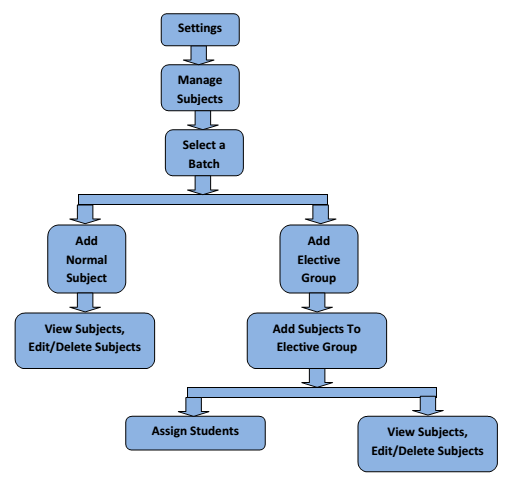 Settings
Manage
Subjects
Select a
Batch
Add
Normal
Subject
Add
Elective
Group
View Subjects,
Edit/Delete Subjects
Add Subjects To
Elective Group
Assign Students
View Subjects,
Edit/Delete Subjects